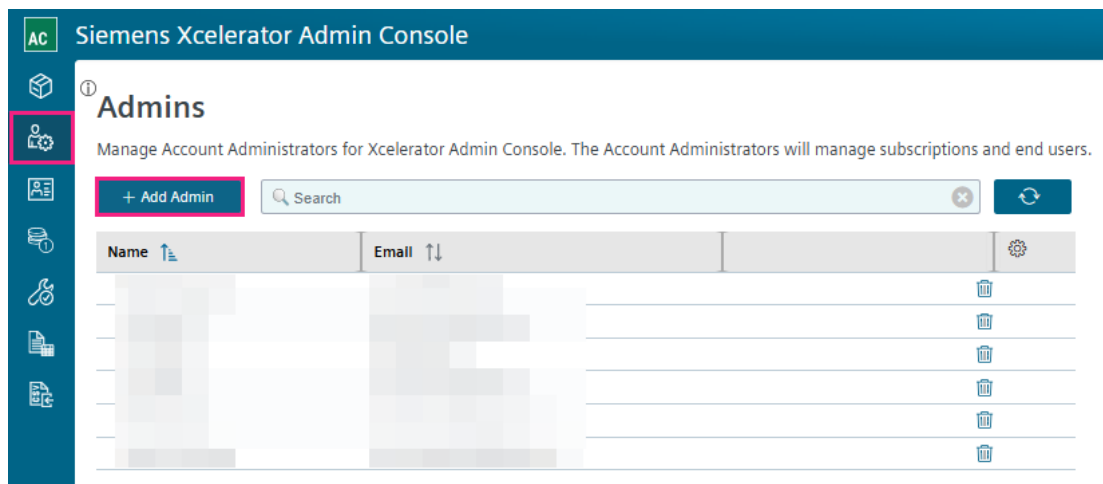 AC Siemens Xcelerator Admin Console
Admins
Manage Account Administrators for Xcelerator Admin Console. The Account Administrators will manage subscriptions and end users.
+ Add Admin Search
Name Email
CSV